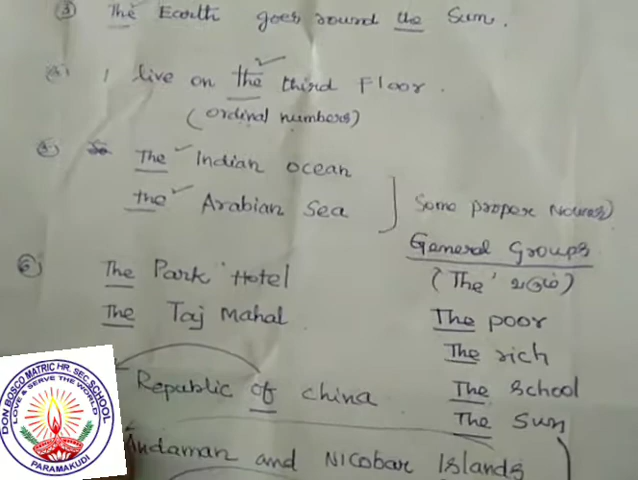 ③ The Earth goes round the Sun.
④ I live on the third Floor.
(ordinal numbers)
⑤ The Indian ocean
the Arabian Sea
Some proper Nouns)
General Groups
(The' வரும்)
⑥ The Park Hotel
The Taj Mahal
The poor
The rich
The school
The Sun
Republic of china
Andaman and Nicobar Islands
DON BOSCO MATRIC HR. SEC SCHOOL
LOVE & SERVE THE WORLD
PARAMAKUDI